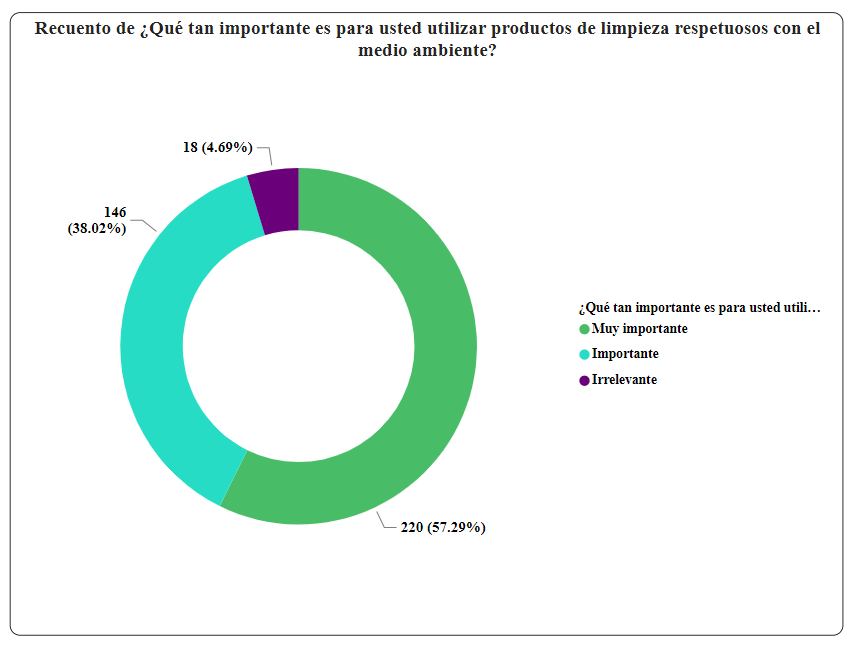 Recuento de ¿Qué tan importante es para usted utilizar productos de limpieza respetuosos con el
medio ambiente?
18 (4.69%)
146
(38.02%)
220 (57.29%)
¿Qué tan importante es para usted utili…
Muy importante
Importante
Irrelevante